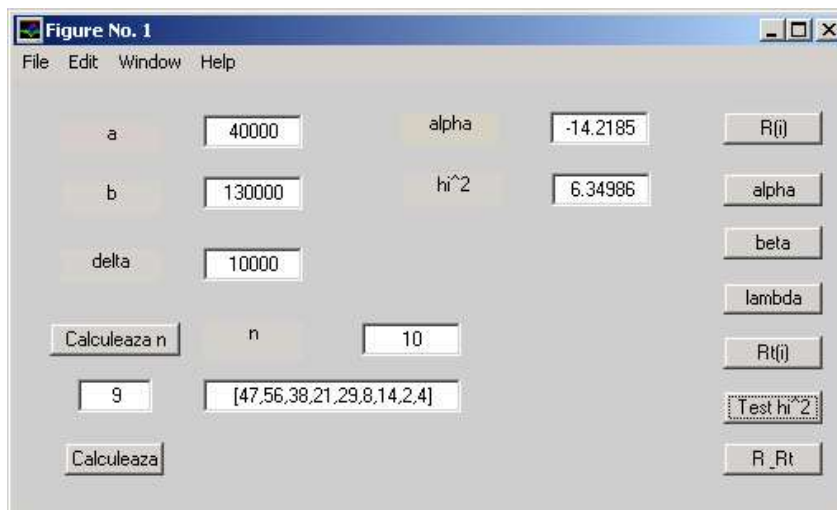 Figure No. 1
File Edit Window Help
a 40000 alpha -14.2185 R(i)
b 130000 hi^2 6.34986 alpha
delta 10000 beta
lambda
Calculeaza n n 10 Rt(i)
9 [47,56,38,21,29,8,14,2,4] Test hi^2
Calculeaza R_Rt